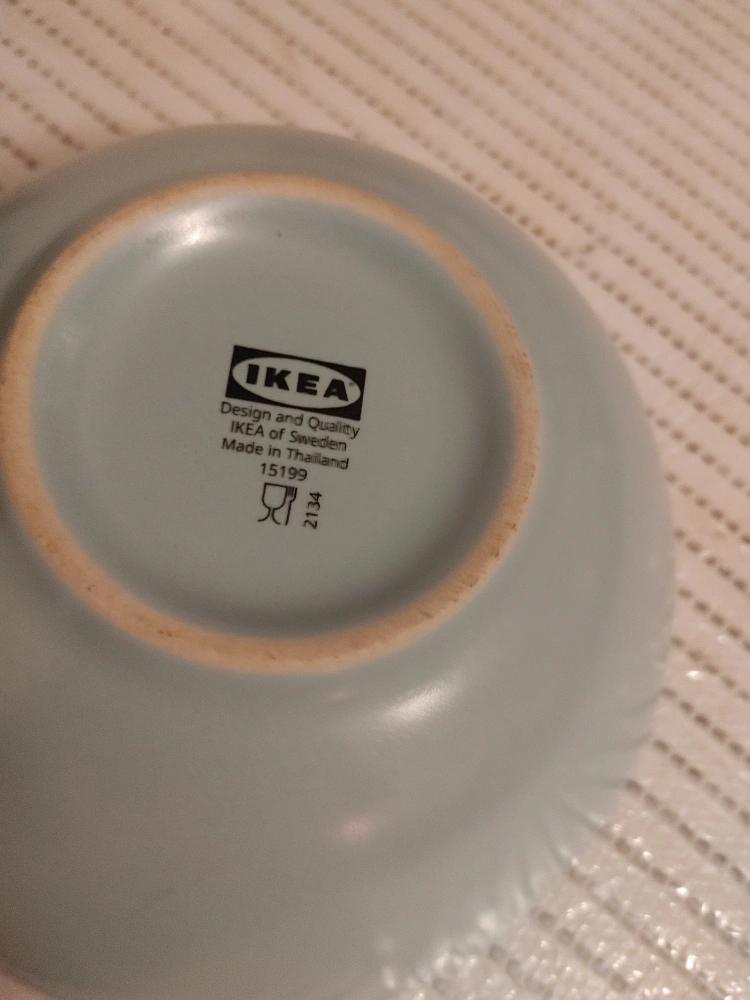 IKEA®
Design and Quality
IKEA of Sweden
Made in Thailand
15199
2134